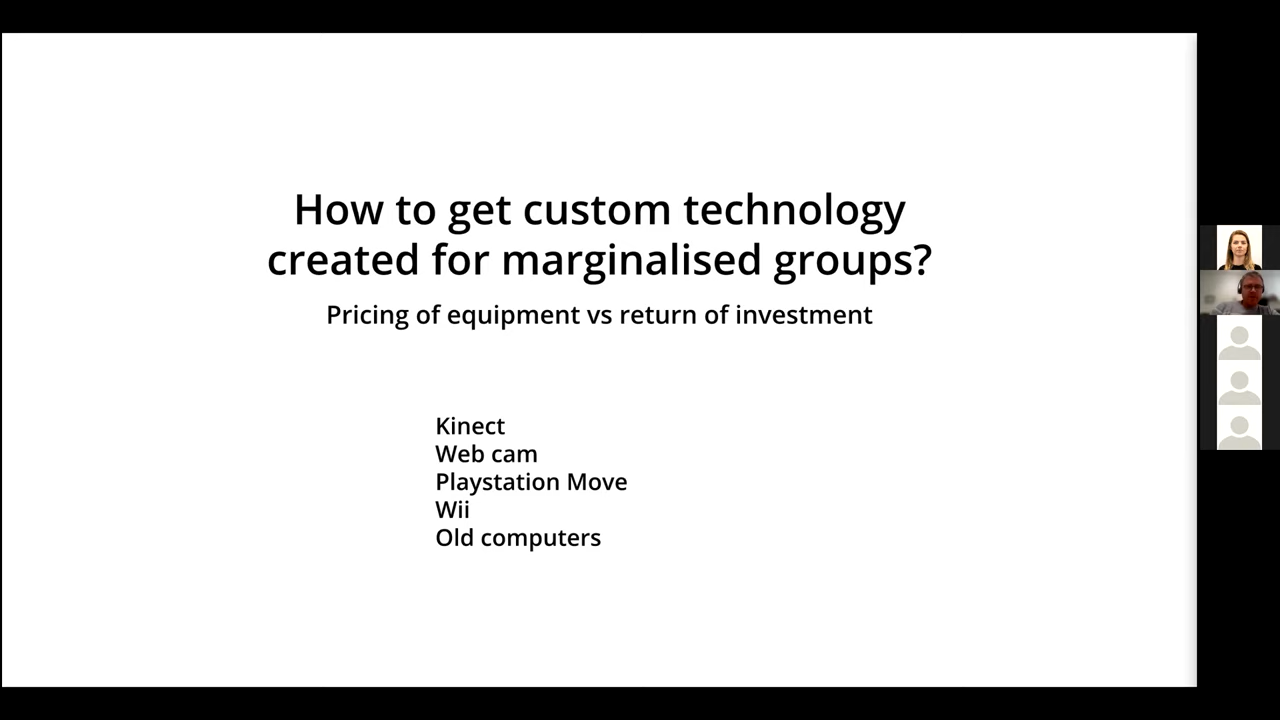 How to get custom technology
created for marginalised groups?
Pricing of equipment vs return of investment
Kinect
Web cam
Playstation Move
Wii
Old computers